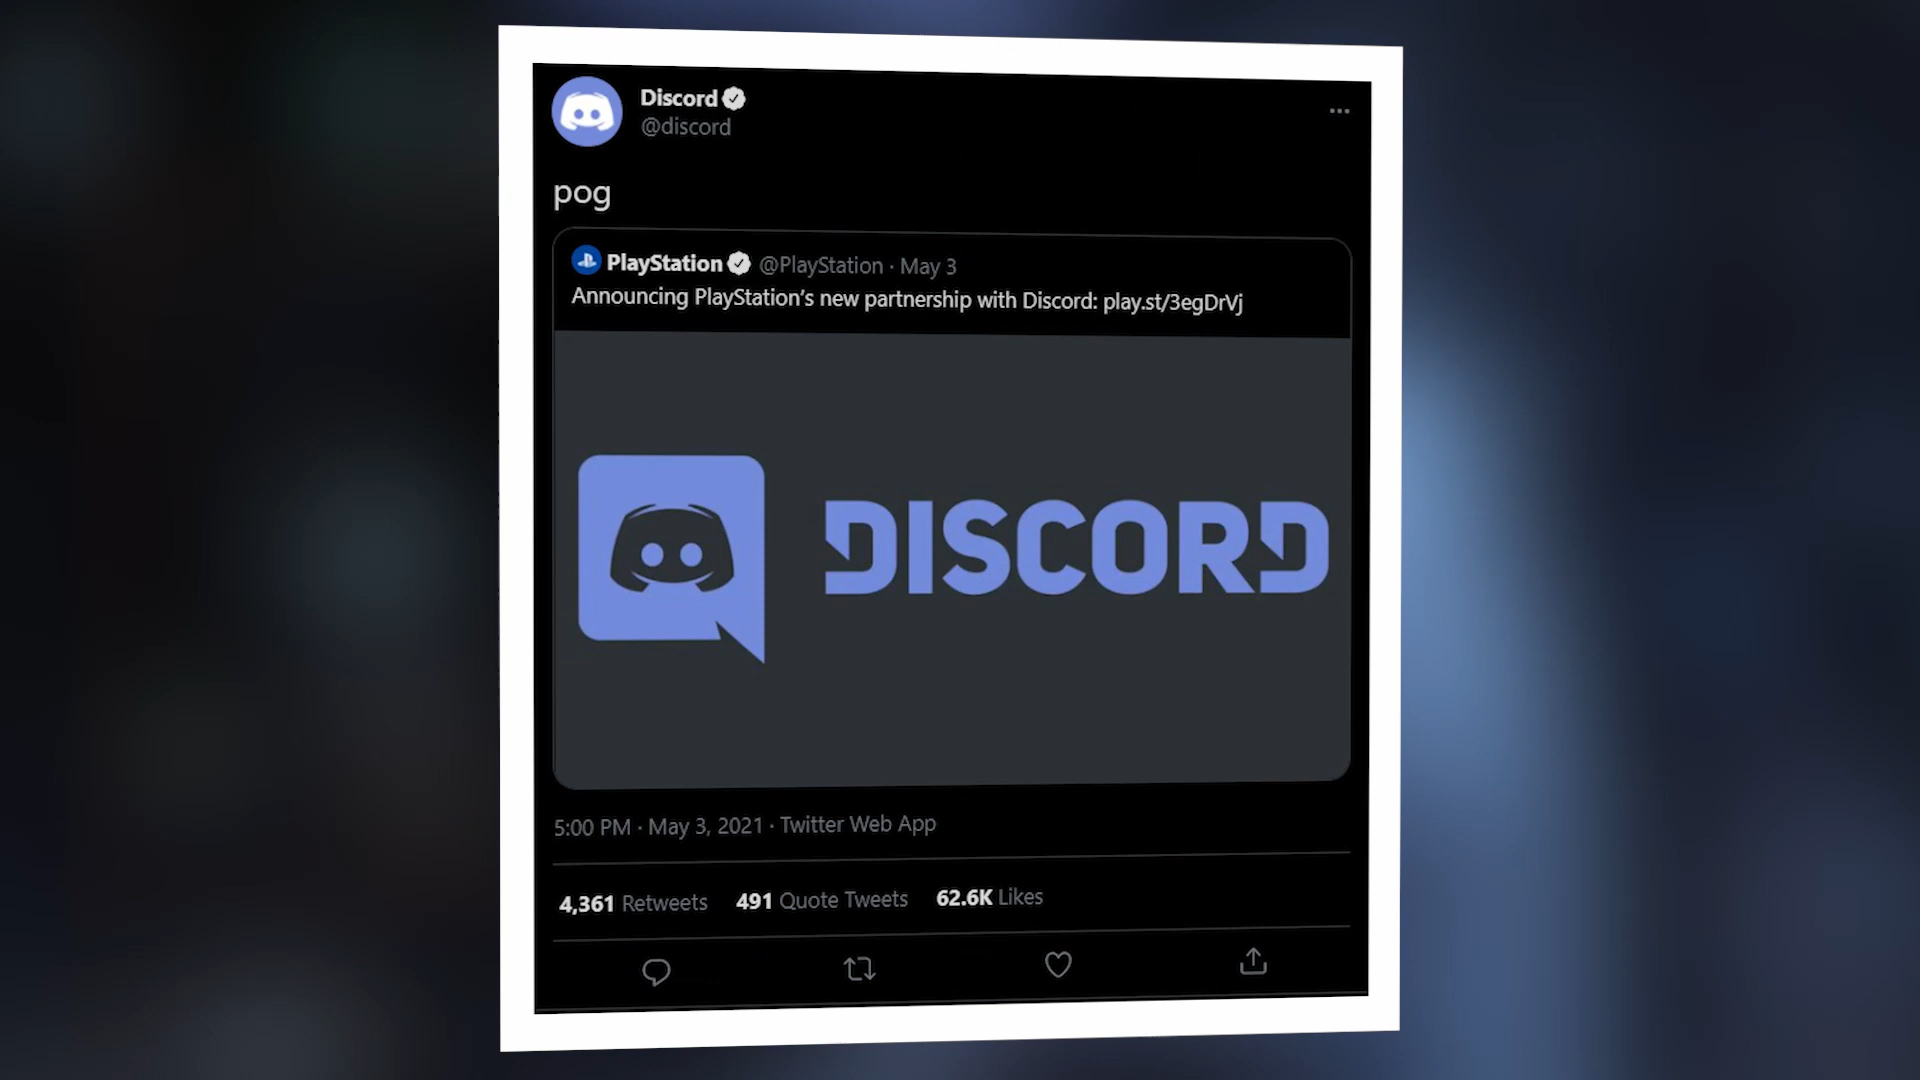 Discord
@discord
pog
PlayStation @PlayStation · May 3
Announcing PlayStation's new partnership with Discord: play.st/3egDrVj
DISCORD
5:00 PM · May 3, 2021 · Twitter Web App
4,361 Retweets 491 Quote Tweets 62.6K Likes